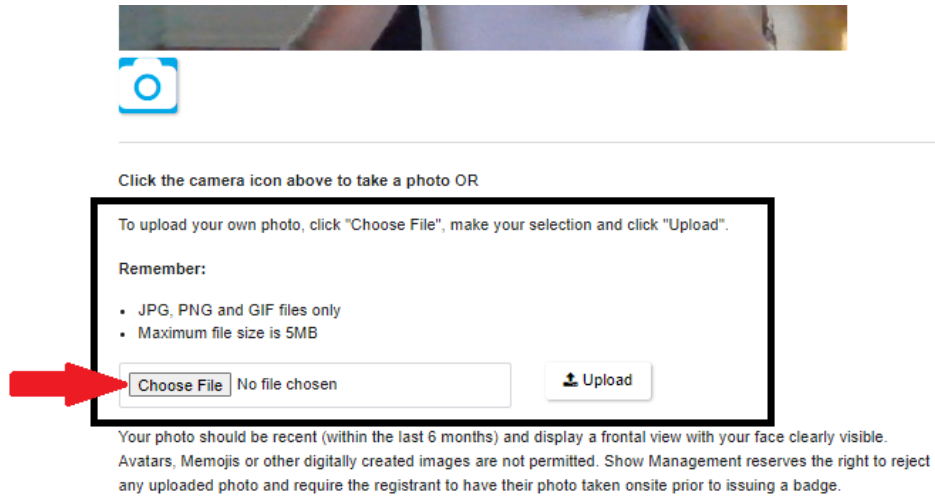 Click the camera icon above to take a photo OR
To upload your own photo, click "Choose File", make your selection and click "Upload".
Remember:
• JPG, PNG and GIF files only
• Maximum file size is 5MB
Choose File No file chosen
Upload
Your photo should be recent (within the last 6 months) and display a frontal view with your face clearly visible.
Avatars, Memojis or other digitally created images are not permitted. Show Management reserves the right to reject
any uploaded photo and require the registrant to have their photo taken onsite prior to issuing a badge.